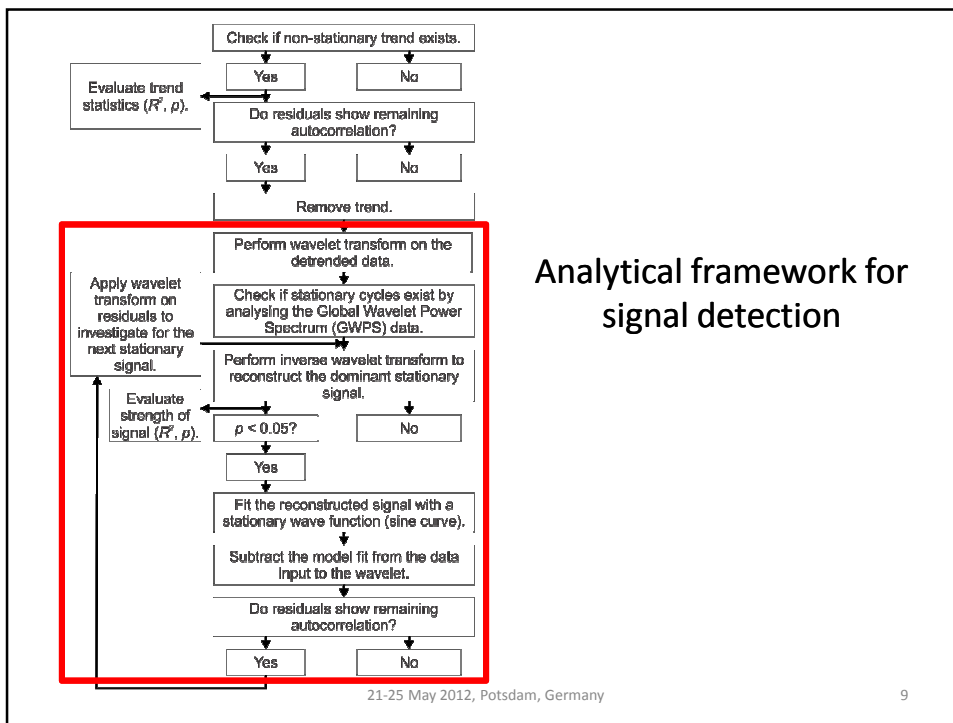 Check if non-stationary trend exists.
Yes
No
Evaluate trend
statistics (R², p).
Do residuals show remaining
autocorrelation?
Yes
No
Remove trend.
Perform wavelet transform on the
detrended data.
Apply wavelet
transform on
residuals to
investigate for the
next stationary
signal.
Check if stationary cycles exist by
analysing the Global Wavelet Power
Spectrum (GWPS) data.
Perform inverse wavelet transform to
reconstruct the dominant stationary
signal.
Evaluate
strength of
signal (R², p).
p < 0.05?
No
Yes
Fit the reconstructed signal with a
stationary wave function (sine curve).
Subtract the model fit from the data
input to the wavelet.
Do residuals show remaining
autocorrelation?
Yes
No
Analytical framework for
signal detection
21-25 May 2012, Potsdam, Germany
9